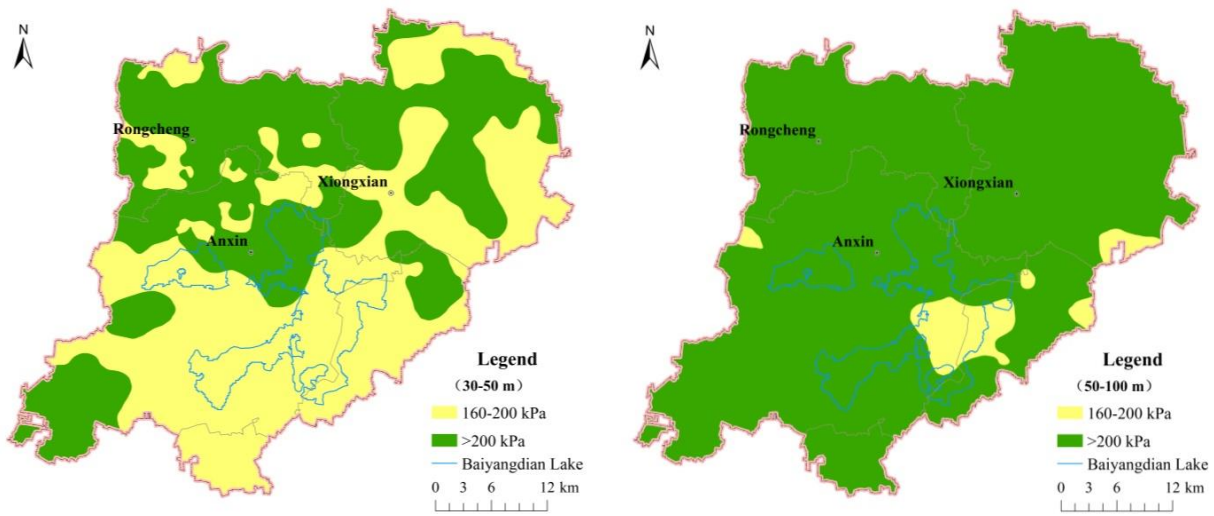 N
Rongcheng
Xiongxian
Anxin
Legend
（30-50 m）
160-200 kPa
>200 kPa
Baiyangdian Lake
0 3 6 12 km
N
Rongcheng
Xiongxian
Anxin
Legend
（50-100 m）
160-200 kPa
>200 kPa
Baiyangdian Lake
0 3 6 12 km